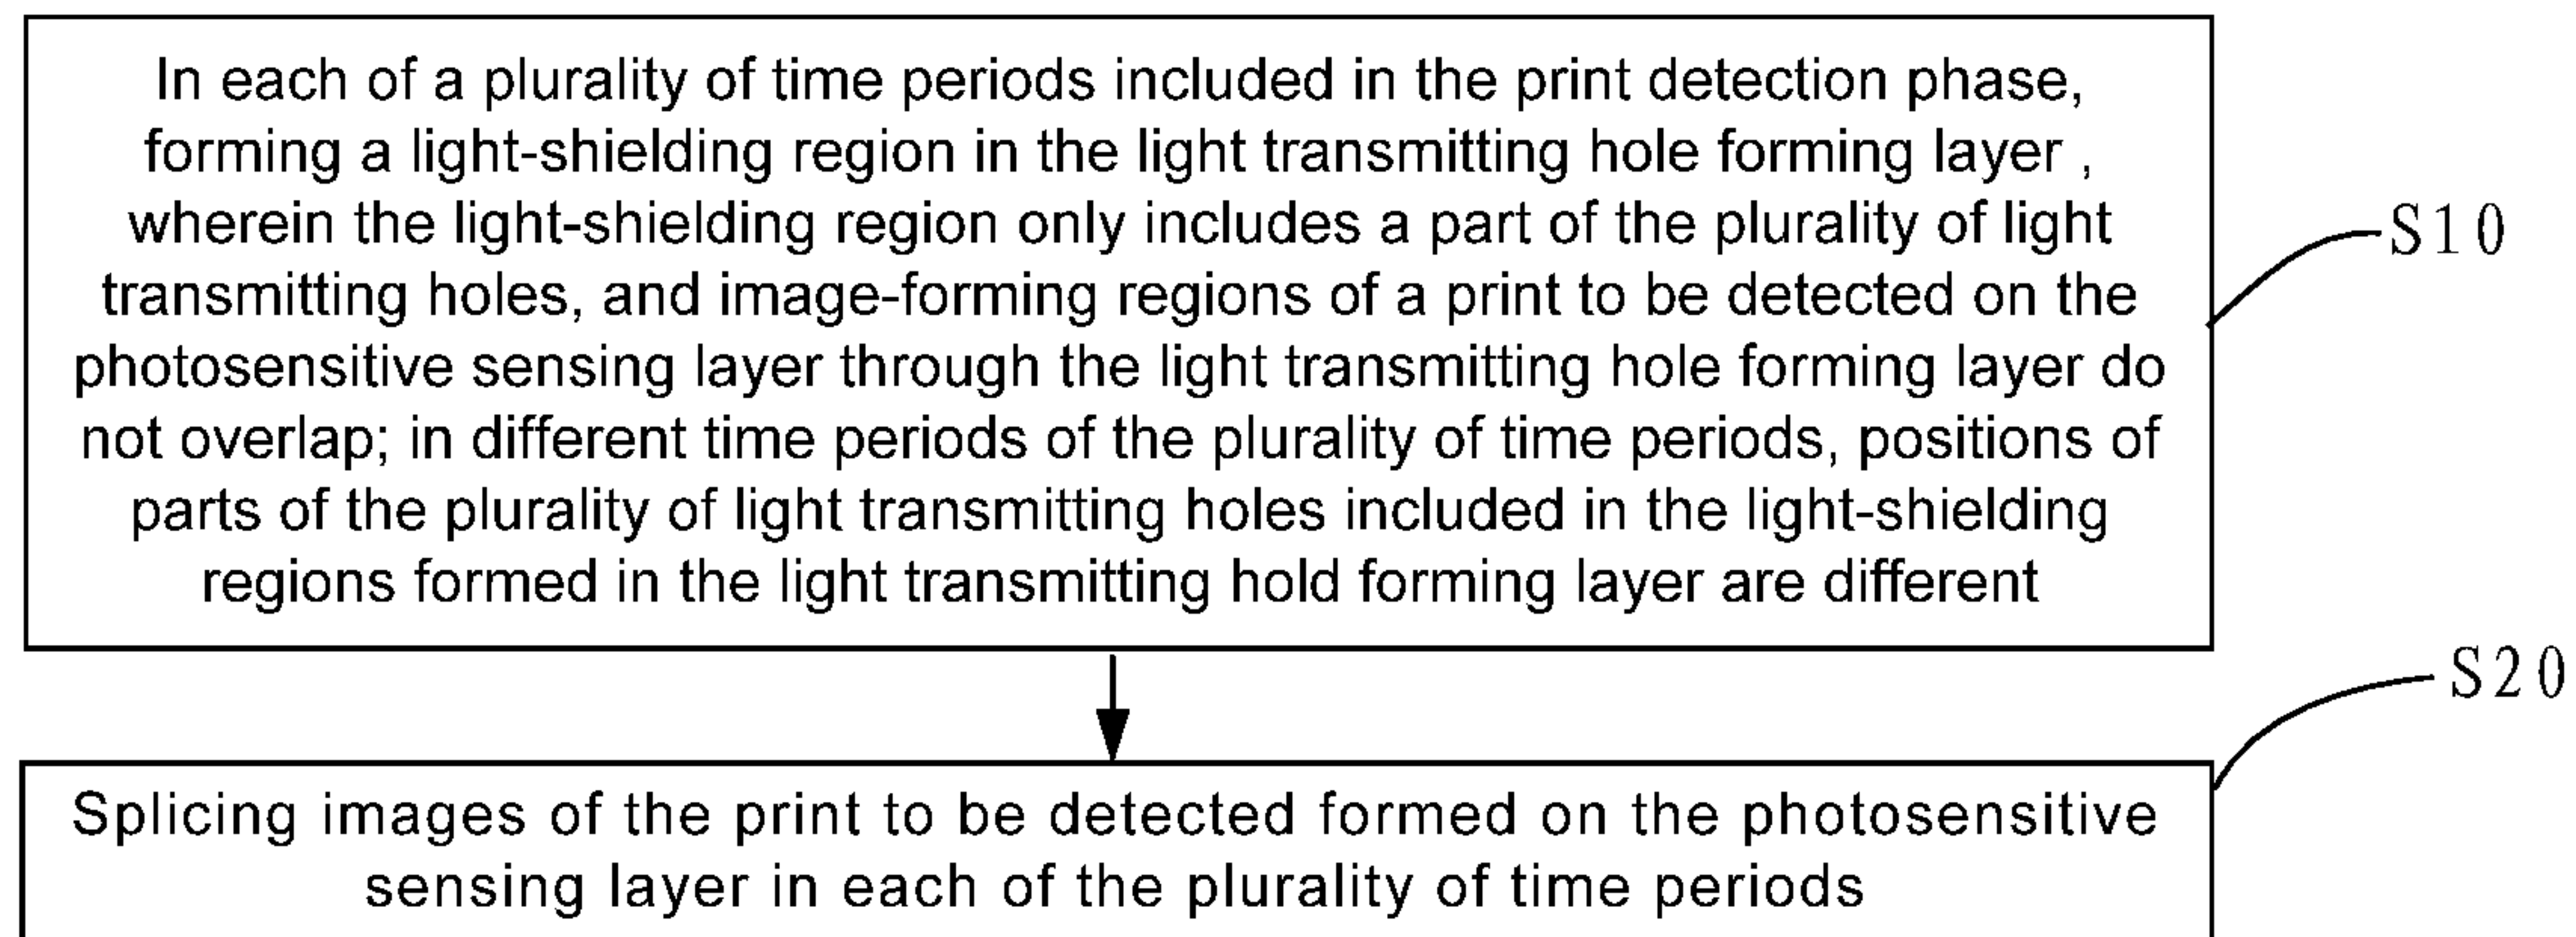 In each of a plurality of time periods included in the print detection phase,
forming a light-shielding region in the light transmitting hole forming layer ,
wherein the light-shielding region only includes a part of the plurality of light
transmitting holes, and image-forming regions of a print to be detected on the
photosensitive sensing layer through the light transmitting hole forming layer do
not overlap; in different time periods of the plurality of time periods, positions of
parts of the plurality of light transmitting holes included in the light-shielding
regions formed in the light transmitting hold forming layer are different
S10
S20
Splicing images of the print to be detected formed on the photosensitive
sensing layer in each of the plurality of time periods